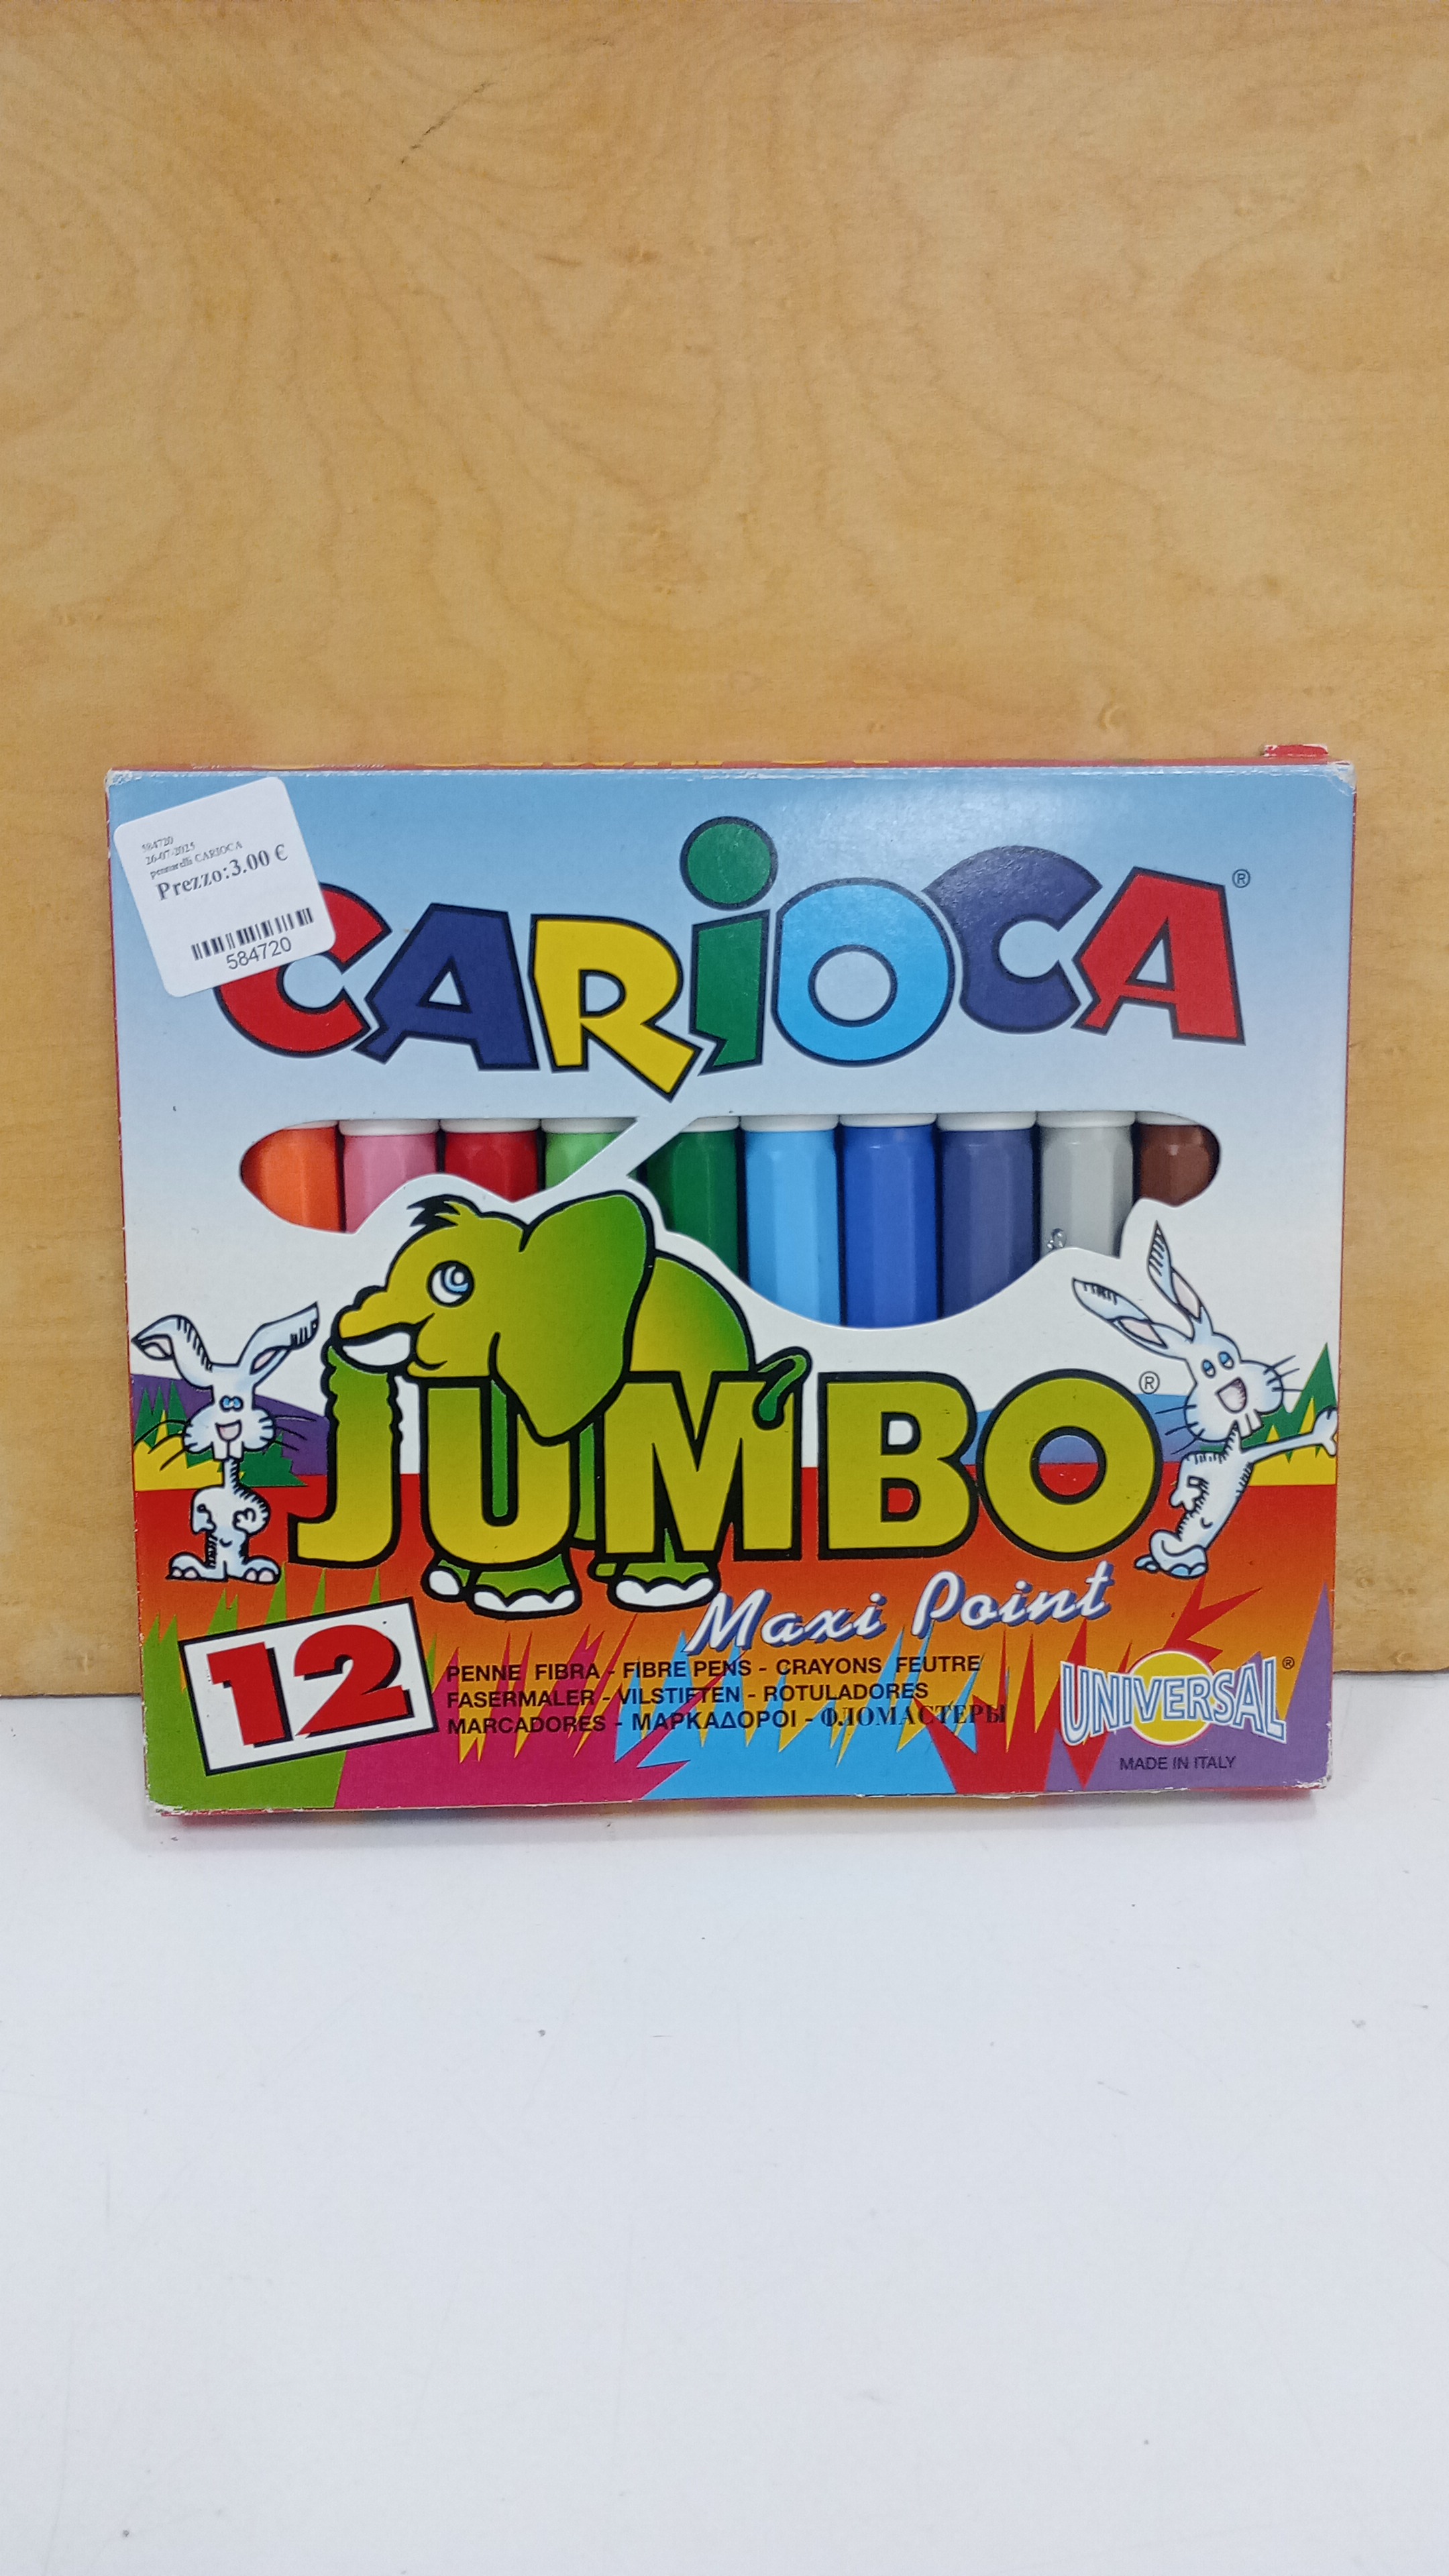 584720
26-07-2025
pennarelli CARIOCA
Prezzo:3.00 €
584720
CARIOCA®
JUMBO®
Maxi Point
12
PENNE FIBRA - FIBRE PENS - CRAYONS FEUTRE
FASERMALER - VILSTIFTEN - ROTULADORES
MARCADORES - ΜΑΡΚΑΔΟΡΟΙ - ФЛОМАСТЕРЫ
UNIVERSAL®
MADE IN ITALY